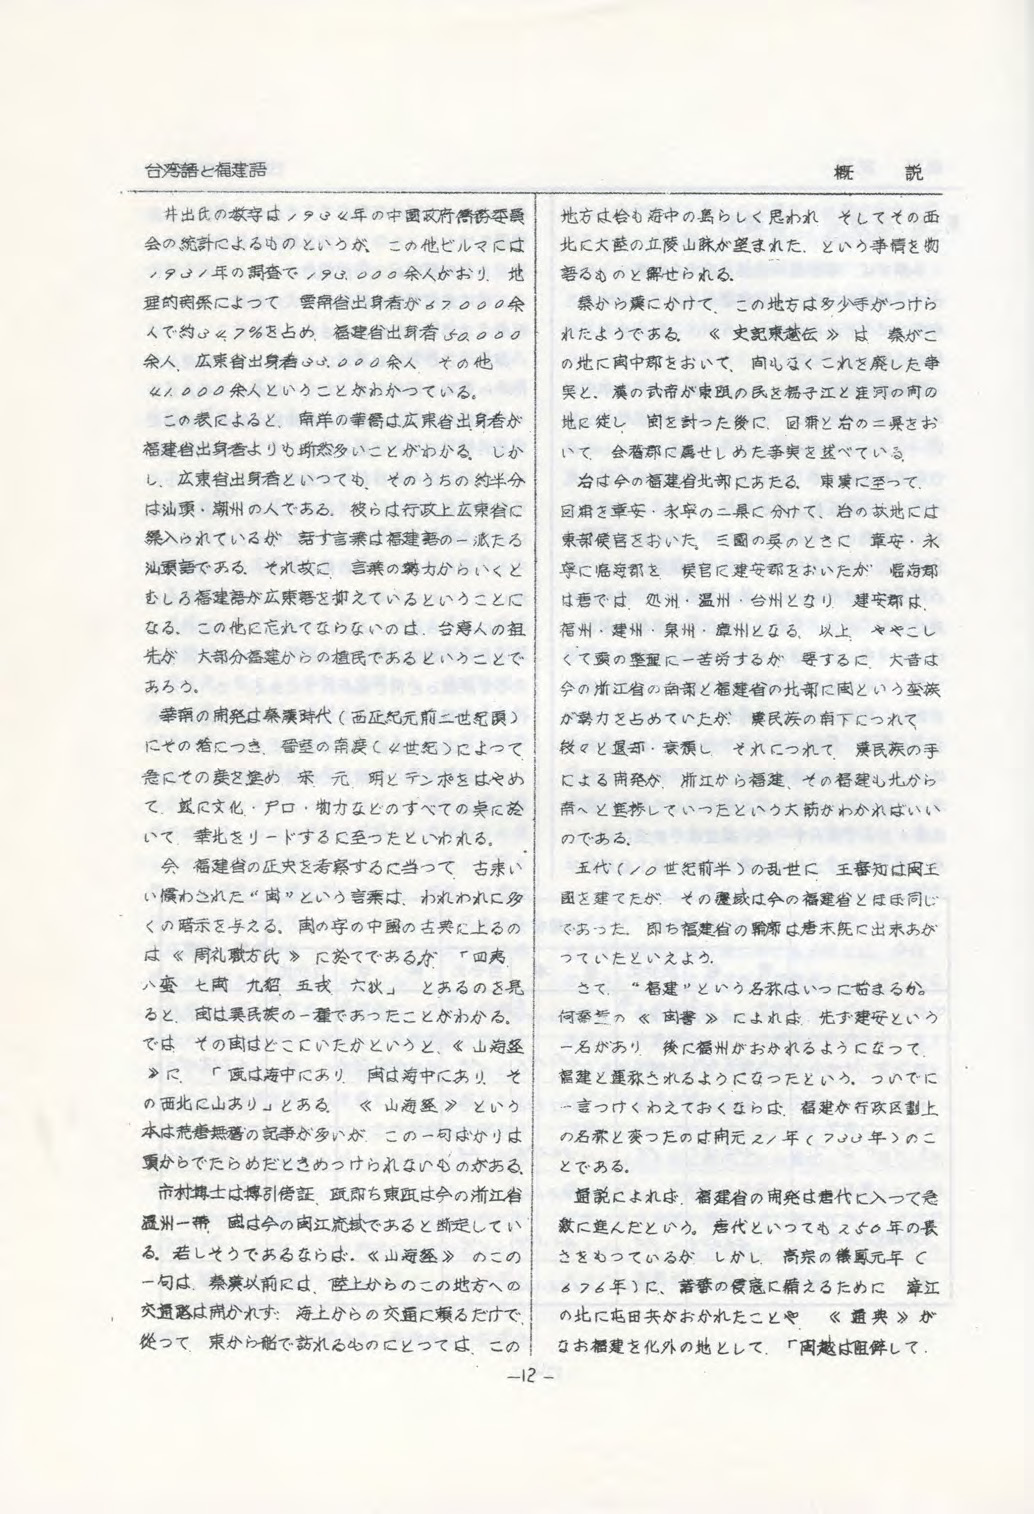 台湾語と福建語
概　説
井出氏の数字は1934年の中國政府僑務委員
会の統計によるものというが、この他ビルマには
1931年の調査で193.000余人がおり、地
理的関係によって　雲南省出身者が67.000余
人で約34.7%を占め、福建省出身者50.000
余人、広東省出身者33.000余人、その他
41.000余人ということがわかっている。
この表によると、南洋の華僑は広東省出身者が
福建省出身者よりも断然多いことがわかる。しか
し、広東省出身者といっても、そのうちの約半分
は汕頭・潮州の人である。彼らは行政上広東省に
編入られているが　話す言葉は福建語の一派たる
汕頭語である。それ故に、言葉の勢力からいくと
むしろ福建語が広東語を抑えているということに
なる。この他に忘れてならないのは、台湾人の祖
先が　大部分福建からの植民であるということで
あろう。
華南の開発は秦漢時代（西正紀元前二世紀頃）
にその緒につき、晋室の南渡（4世紀）によって
急にその度を進め、宋　元　明とテンポをはやめ
て、遂に文化・戸口・物力などのすべての点に於
いて　華北をリードするに至ったといわれる。
今、福建省の正史を考察するに当って　古来い
い慣わされた“閩”という言葉は、われわれに多
くの暗示を与える。閩の字の中國の古典に上るの
は《周礼職方氏》に於てであるが　「四夷、
八蛮　七閩　九貊　五戎　六狄」　とあるのを見
ると、閩は異民族の一種であったことがわかる。
では　その閩はどこにいたかというと、《山海経
》に、「甌は海中にあり　閩は海中にあり　そ
の西北に山あり」とある。　《山海経》という
本は荒唐無稽の記事が多いが　この一句ばかりは
頭からでたらめだときめつけられないものがある。
市村博士は博引傍証、甌即ち東甌は今の浙江省
温州一帯、閩は今の閩江流域であると断定してい
る。若しそうであるならば、《山海経》のこの
一句は、秦漢以前には、陸上からのこの地方への
交通路は開かれず、海上からの交通に頼るだけで、
従って　東から船で訪れるものにとっては、この
地方は恰も海中の島らしく思われ　そしてその西
北に大陸の丘陵山脉が望まれた、という事情を物
語るものと解せられる。
秦から漢にかけて、この地方は多少手がつけら
れたようである。《史記東越伝》は　秦がこ
の地に閩中郡をおいて、間もなくこれを廃した事
実と、漢の武帝が東甌の民を揚子江と淮河の間の
地に徙し　閩を討った後に、回浦と冶の二県をお
いて、会稽郡に属せしめた事実を述べている。
冶は今の福建省北部にあたる。東漢に至って、
回浦を章安・永寧の二県に分けて、冶の故地には
東部侯官をおいた。三國の呉のときに　章安・永
寧に臨海郡を　侯官に建安郡をおいたが　臨海郡
は唐では、処州・温州・台州となり　建安郡は、
福州・建州・泉州・漳州となる。以上、ややこし
くて頭の整理に一苦労するが、要するに、大昔は
今の浙江省の南部と福建省の北部に閩という蛮族
が勢力を占めていたが　漢民族の南下につれて、
段々と退却・衰頽し　それにつれて　漢民族の手
による開発が　浙江から福建、その福建も北から
南へと進捗していったという大筋がわかればいい
のである。
五代（10世紀前半）の乱世に　王審知は閩王
國を建てたが　その疆域は今の福建省とほぼ同じ
であった。即ち福建省の輪廓は唐末既に出来あが
っていたといえよう。
さて　“福建”という名称はいつに始まるか。
何喬遠の《閩書》によれば　先ず建安という
一名があり　後に福州がおかれるようになって、
福建と連称されるようになったという。ついでに
一言つけくわえておくならば、福建が行政区劃上
の名称と変ったのは開元21年（733年）のこ
とである。
通説によれば、福建省の開発は唐代に入って急
激に進んだという。唐代といっても250年の長
さをもっているが　しかし、高宗の儀鳳元年（
676年）に、諸蛮の侵寇に備えるために　漳江
の北に屯田兵がおかれたことや　《通典》が
なお福建を化外の地として、「閩越は阻僻して、
-12-